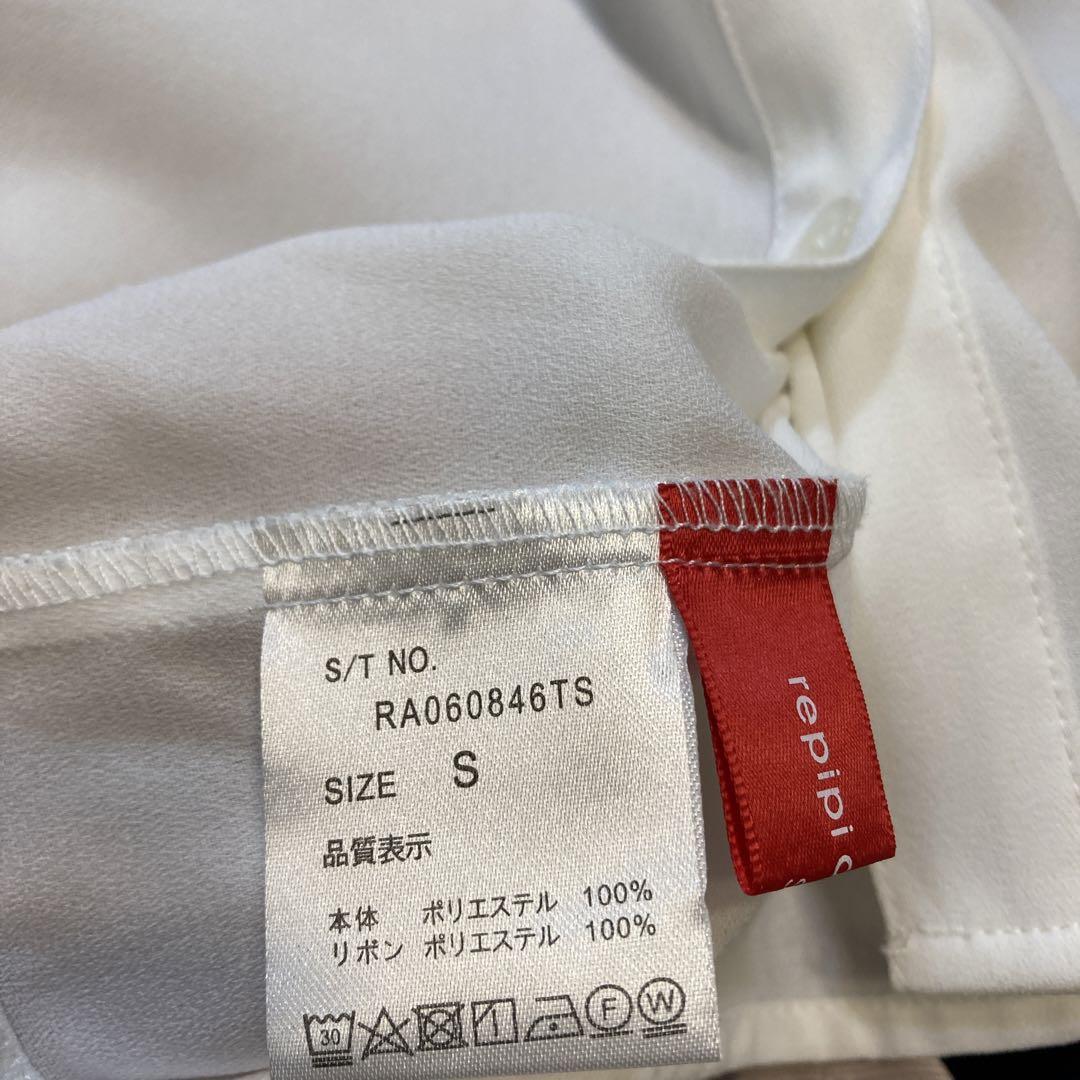 S/T NO.
RA060846TS
SIZE S
品質表示
本体 ポリエステル 100%
リボン ポリエステル 100%
30
F
W
repipi